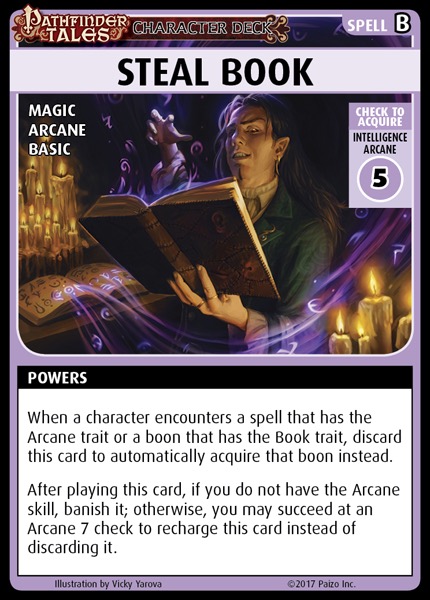 PATHFINDER
TALES CHARACTER DECK
SPELL B
STEAL BOOK
MAGIC
ARCANE
BASIC
CHECK TO
ACQUIRE
INTELLIGENCE
ARCANE
5
POWERS
When a character encounters a spell that has the
Arcane trait or a boon that has the Book trait, discard
this card to automatically acquire that boon instead.
After playing this card, if you do not have the Arcane
skill, banish it; otherwise, you may succeed at an
Arcane 7 check to recharge this card instead of
discarding it.
Illustration by Vicky Yarova ©2017 Paizo Inc.